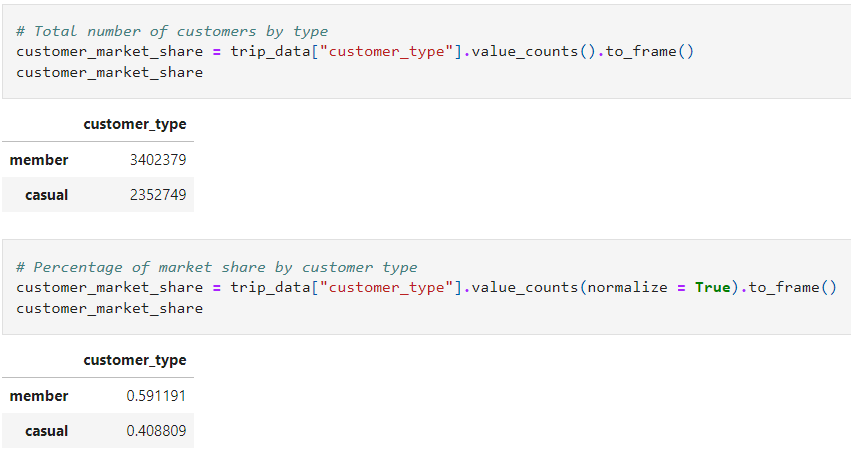 # Total number of customers by type
customer_market_share = trip_data["customer_type"].value_counts().to_frame()
customer_market_share
customer_type
member 3402379
casual 2352749
# Percentage of market share by customer type
customer_market_share = trip_data["customer_type"].value_counts(normalize = True).to_frame()
customer_market_share
customer_type
member 0.591191
casual 0.408809